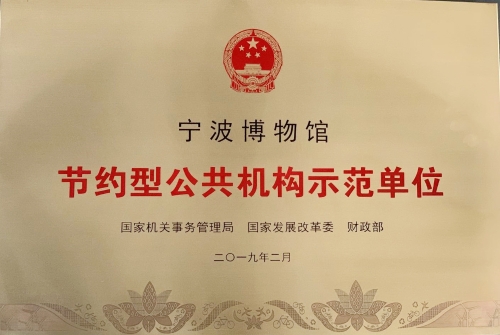 宁波博物馆
节约型公共机构示范单位
国家机关事务管理局 国家发展改革委 财政部
二〇一九年二月